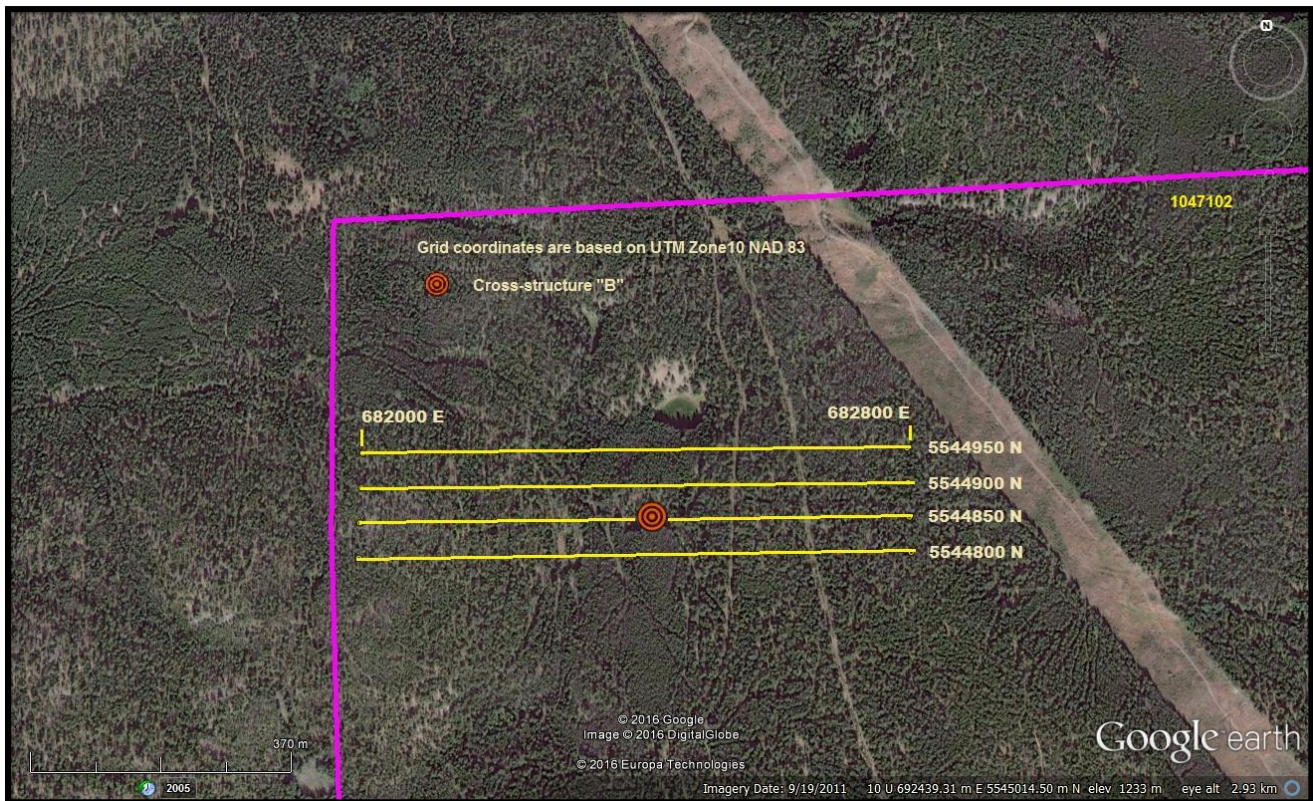 N
1047102
Grid coordinates are based on UTM Zone10 NAD 83
Cross-structure "B"
682000 E
682800 E
5544950 N
5544900 N
5544850 N
5544800 N
© 2016 Google
Image © 2016 DigitalGlobe
© 2016 Europa Technologies
Google earth
370 m
2005
Imagery Date: 9/19/2011 10 U 692439.31 m E 5545014.50 m N elev 1233 m eye alt 2.93 km